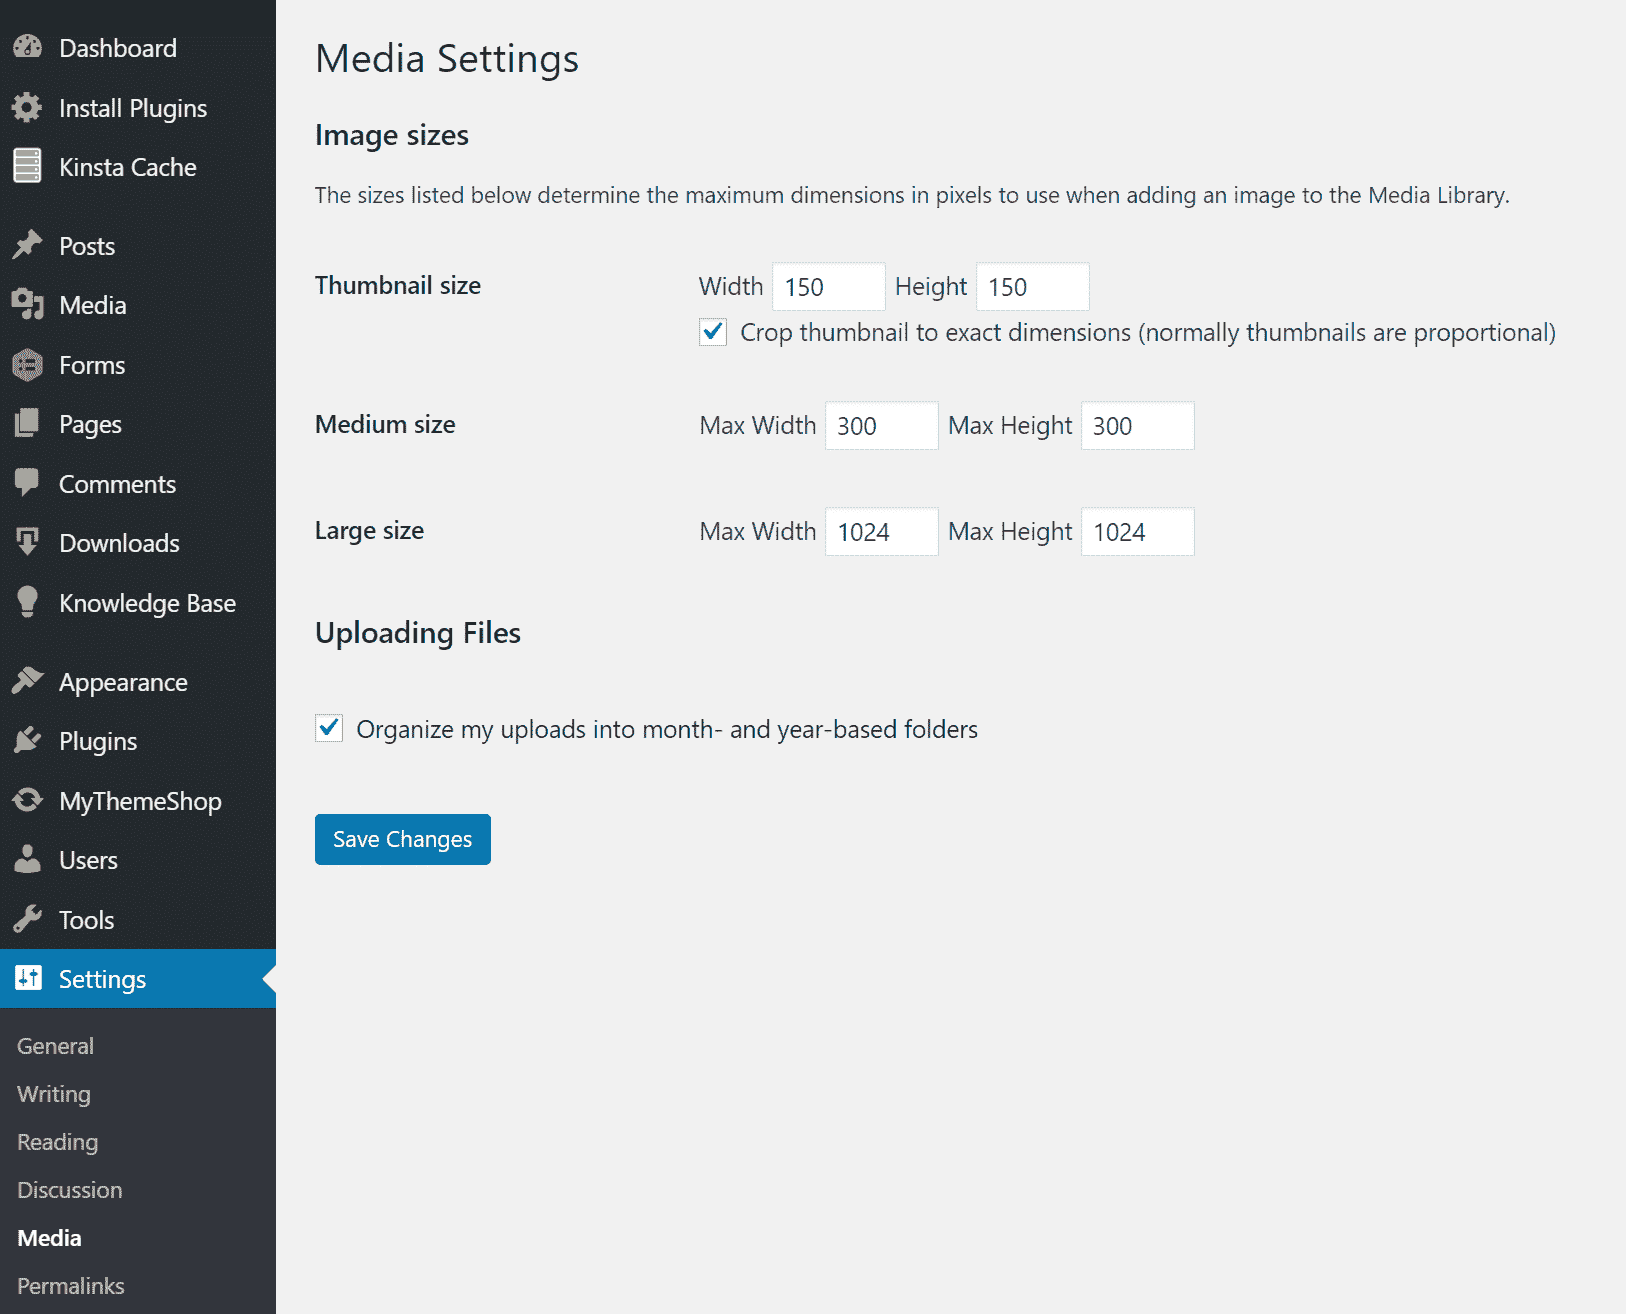 Dashboard
Install Plugins
Kinsta Cache
Posts
Media
Forms
Pages
Comments
Downloads
Knowledge Base
Appearance
Plugins
MyThemeShop
Users
Tools
Settings
General
Writing
Reading
Discussion
Media
Permalinks
Media Settings
Image sizes
The sizes listed below determine the maximum dimensions in pixels to use when adding an image to the Media Library.
Thumbnail size Width 150 Height 150
Crop thumbnail to exact dimensions (normally thumbnails are proportional)
Medium size Max Width 300 Max Height 300
Large size Max Width 1024 Max Height 1024
Uploading Files
Organize my uploads into month- and year-based folders
Save Changes